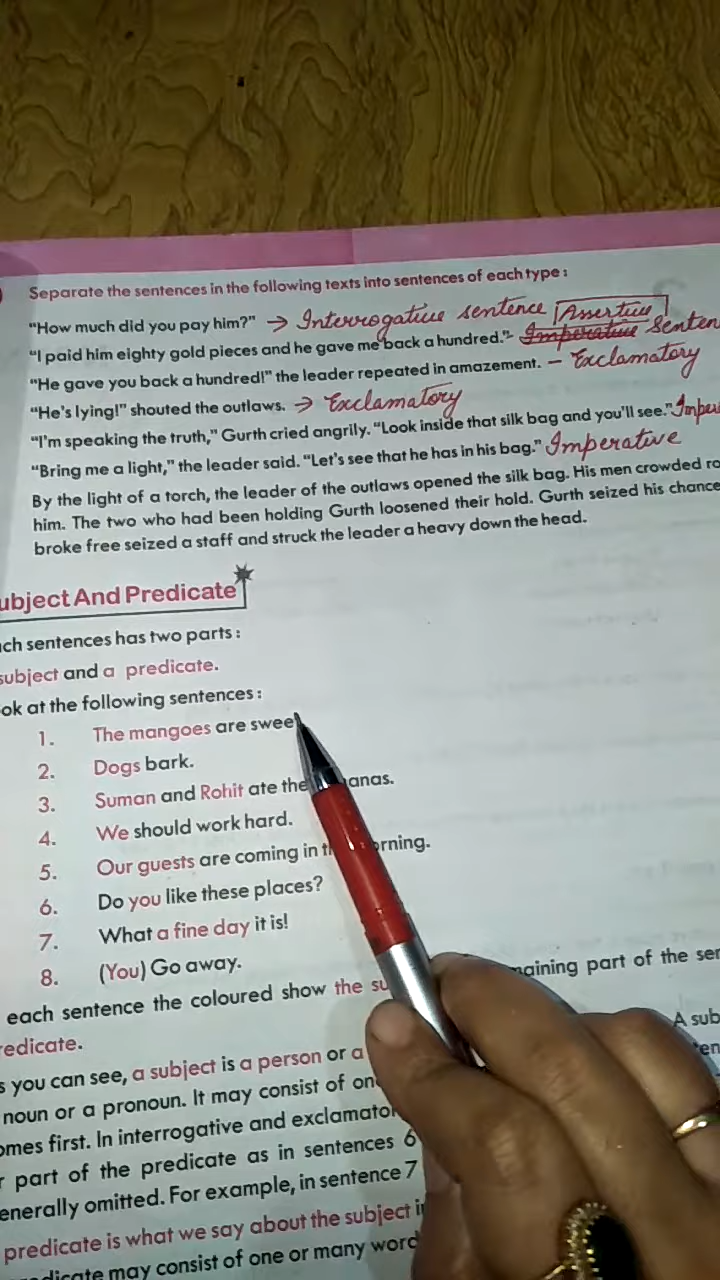 Separate the sentences in the following texts into sentences of each type :
"How much did you pay him?" → Interrogative sentence Assertive
"I paid him eighty gold pieces and he gave me back a hundred."- Imperative Senten
"He gave you back a hundred!" the leader repeated in amazement. – Exclamatory
"He's lying!" shouted the outlaws. → Exclamatory
"I'm speaking the truth," Gurth cried angrily. "Look inside that silk bag and you'll see." Imper
"Bring me a light," the leader said. "Let's see that he has in his bag." Imperative
By the light of a torch, the leader of the outlaws opened the silk bag. His men crowded ro
him. The two who had been holding Gurth loosened their hold. Gurth seized his chance
broke free seized a staff and struck the leader a heavy down the head.
ubject And Predicate
ch sentences has two parts :
subject and a predicate.
ok at the following sentences :
1. The mangoes are swee
2. Dogs bark.
3. Suman and Rohit ate the anas.
4. We should work hard.
5. Our guests are coming in th orning.
6. Do you like these places?
7. What a fine day it is!
8. (You) Go away.
each sentence the coloured show the su maining part of the sen
redicate.
s you can see, a subject is a person or a A sub
noun or a pronoun. It may consist of on
omes first. In interrogative and exclamator
r part of the predicate as in sentences 6
enerally omitted. For example, in sentence 7
predicate is what we say about the subject i
dicate may consist of one or many word